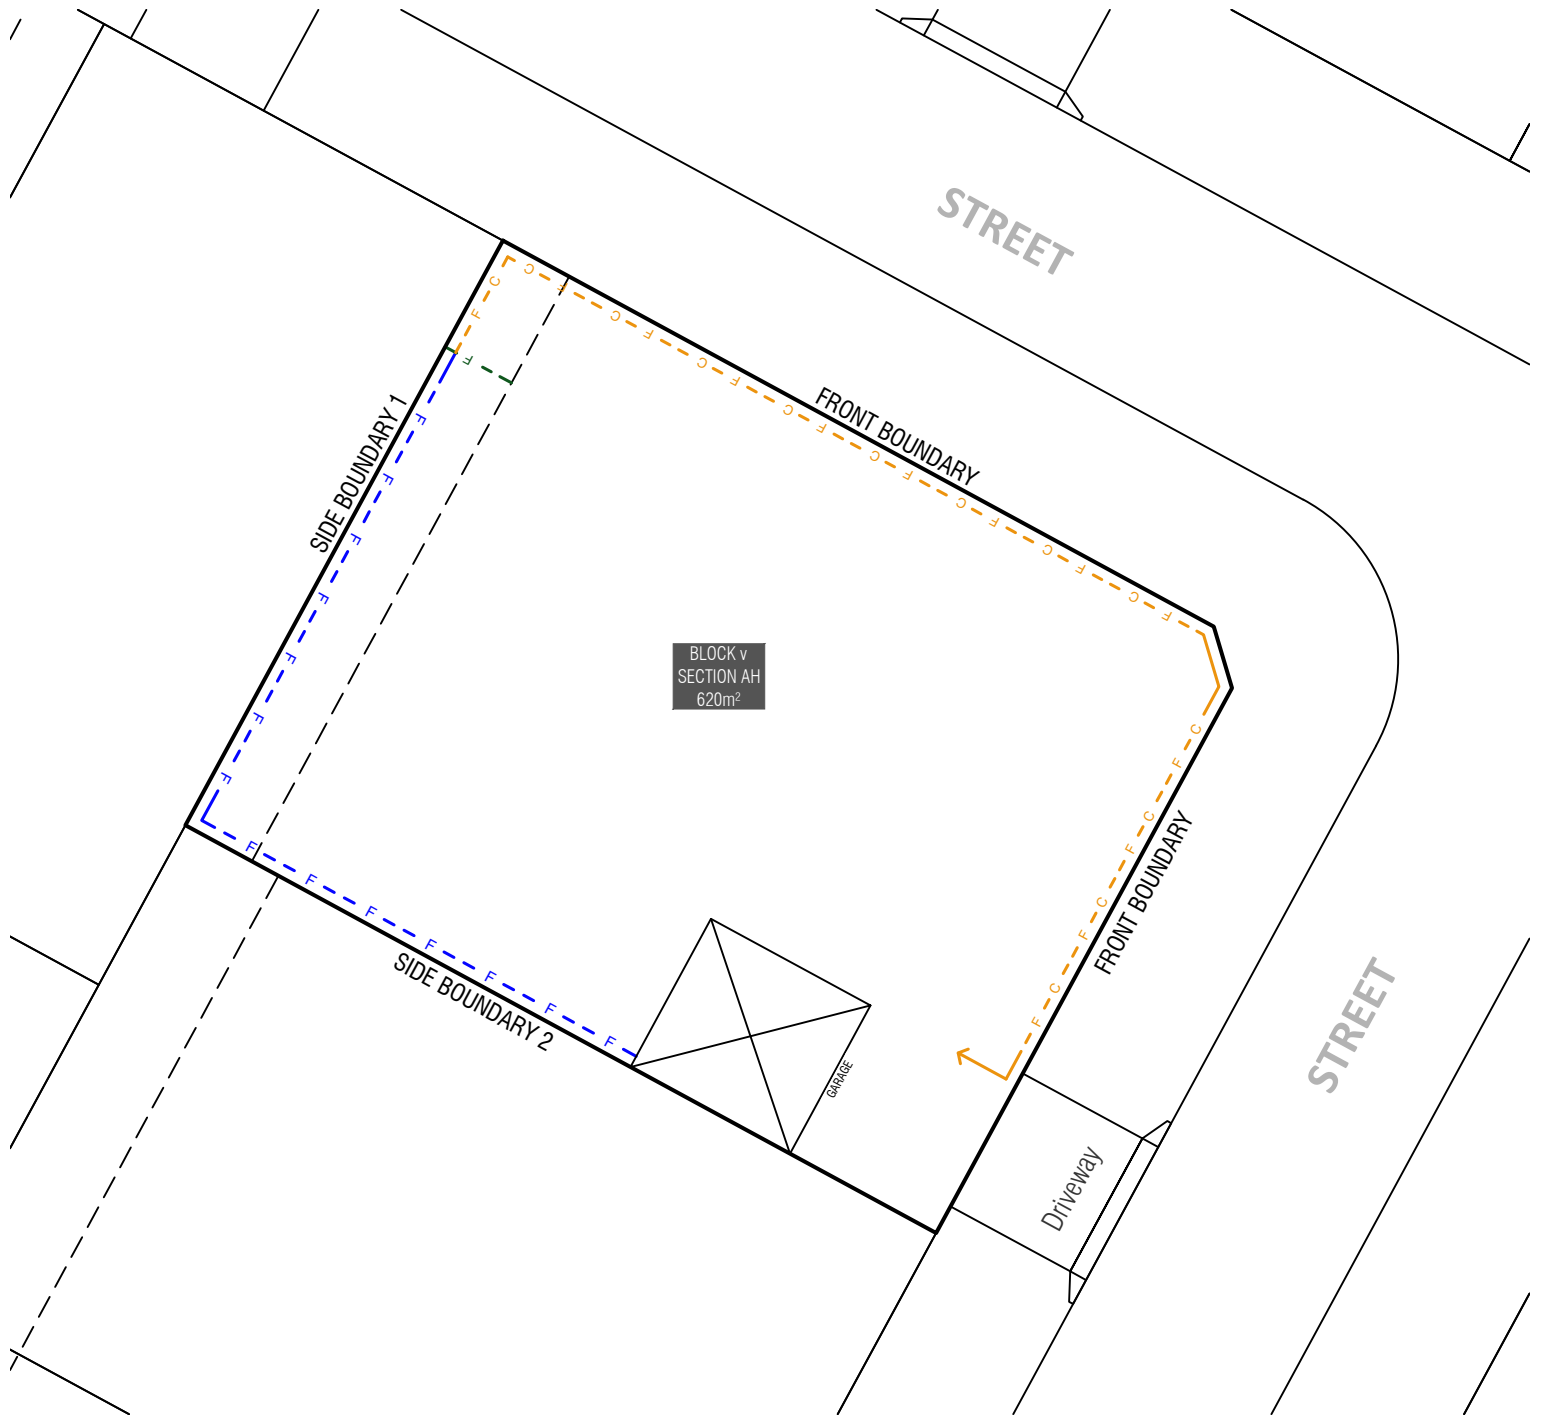 STREET
FRONT BOUNDARY
SIDE BOUNDARY 1
BLOCK v
SECTION AH
620m²
FRONT BOUNDARY
SIDE BOUNDARY 2
GARAGE
Driveway
STREET
C F C F C F C F C F C F C F C F
F C
F
F F F F F F F
F F F F F F F
C F C F C F C F